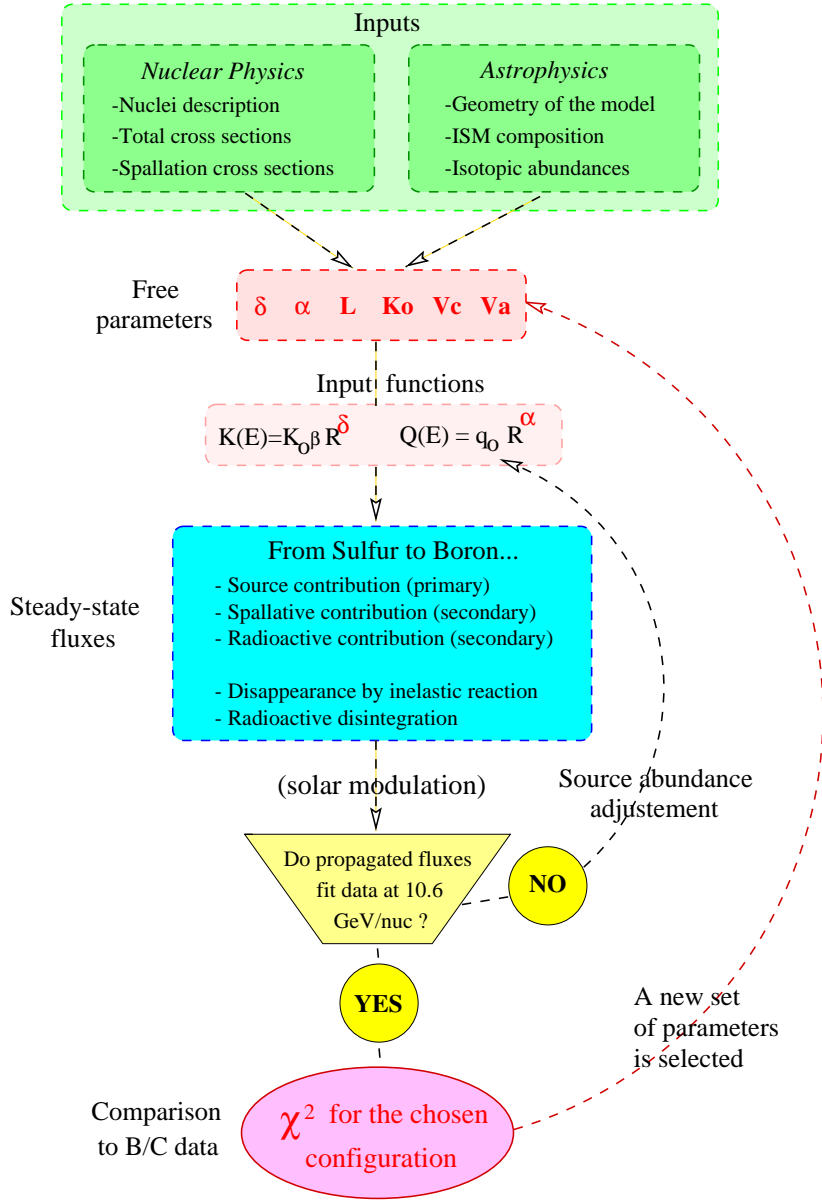 Inputs
Nuclear Physics
-Nuclei description
-Total cross sections
-Spallation cross sections
Astrophysics
-Geometry of the model
-ISM composition
-Isotopic abundances
Free
parameters
δ α L Ko Vc Va
Input functions
K(E)=K₀β R^δ Q(E) = q₀ R^α
From Sulfur to Boron...
- Source contribution (primary)
- Spallative contribution (secondary)
- Radioactive contribution (secondary)
- Disappearance by inelastic reaction
- Radioactive disintegration
Steady-state
fluxes
(solar modulation)
Source abundance
adjustement
Do propagated fluxes
fit data at 10.6
GeV/nuc ?
NO
YES
A new set
of parameters
is selected
Comparison
to B/C data
χ² for the chosen
configuration